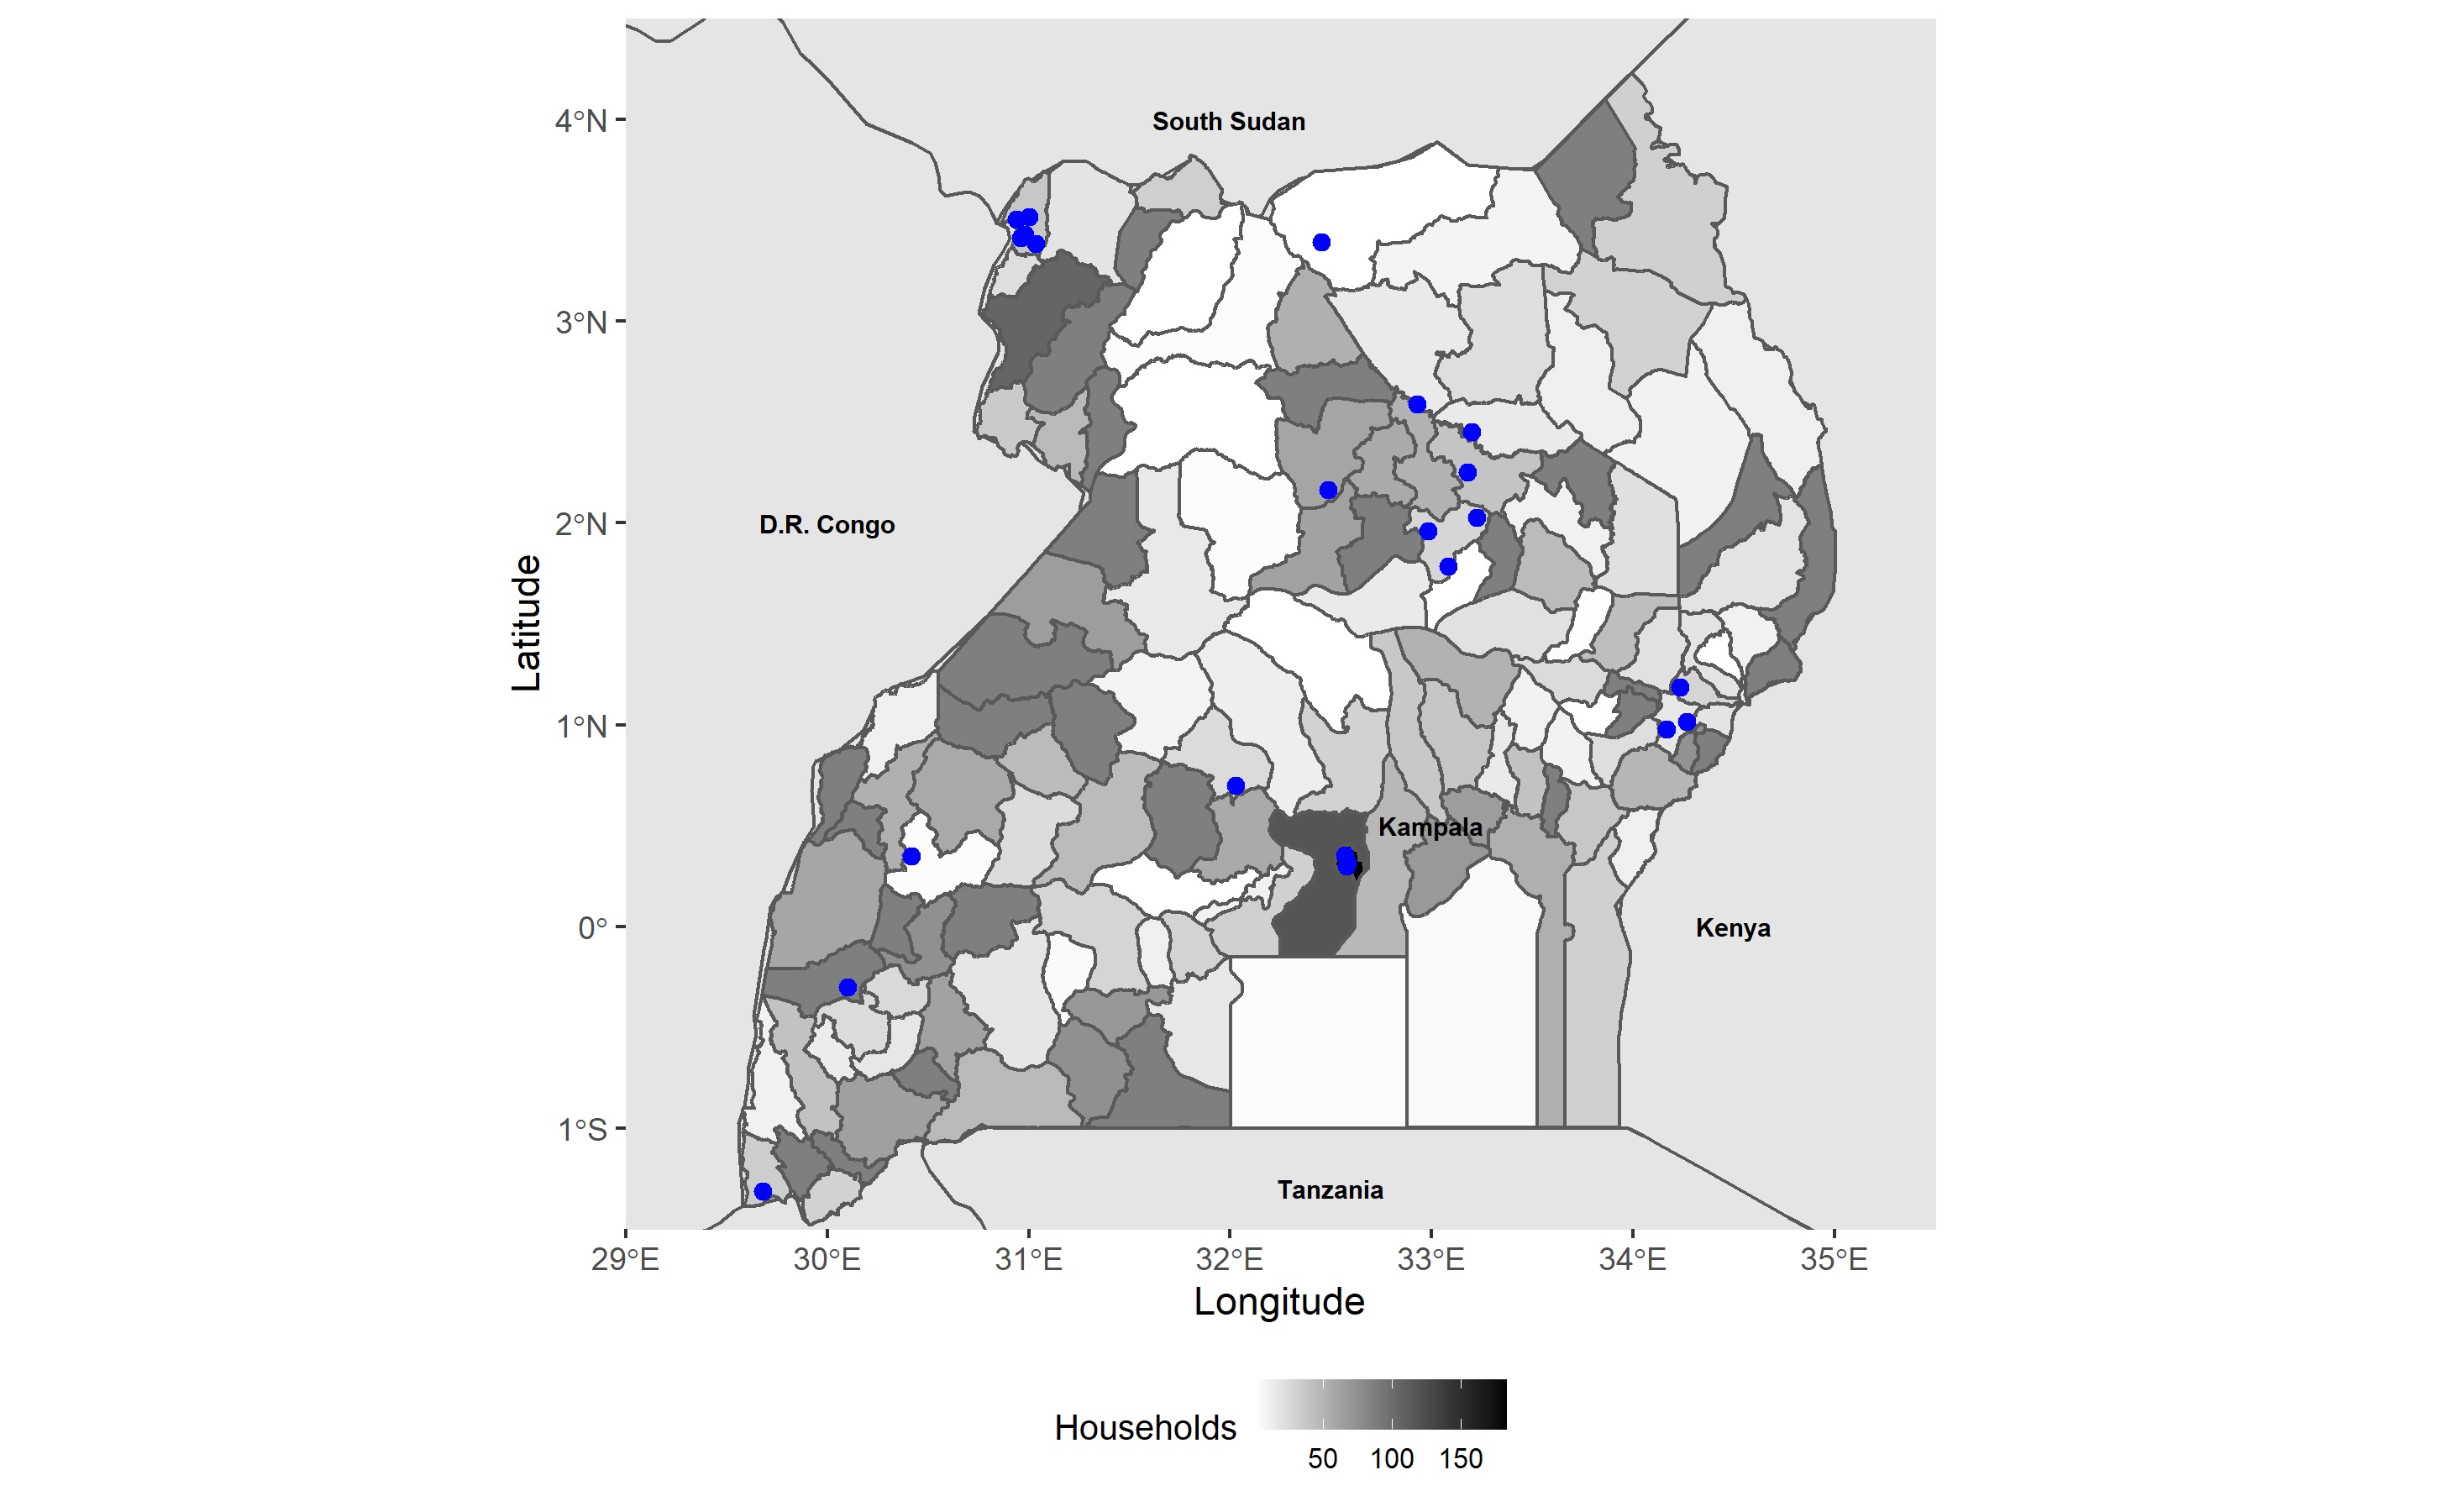 South Sudan
D.R. Congo
Kampala
Kenya
Tanzania
4°N
3°N
2°N
1°N
0°
1°S
Latitude
29°E 30°E 31°E 32°E 33°E 34°E 35°E
Longitude
Households
50 100 150